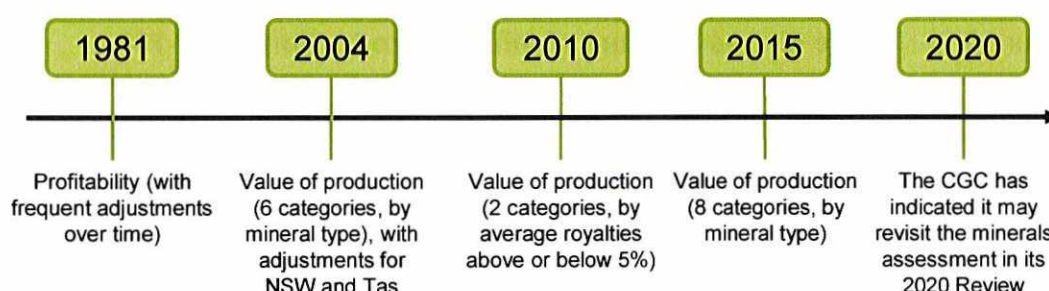 1981
2004
2010
2015
2020
Profitability (with
frequent adjustments
over time)
Value of production
(6 categories, by
mineral type), with
adjustments for
NSW and Tas
Value of production
(2 categories, by
average royalties
above or below 5%)
Value of production
(8 categories, by
mineral type)
The CGC has
indicated it may
revisit the minerals
assessment in its
2020 Review